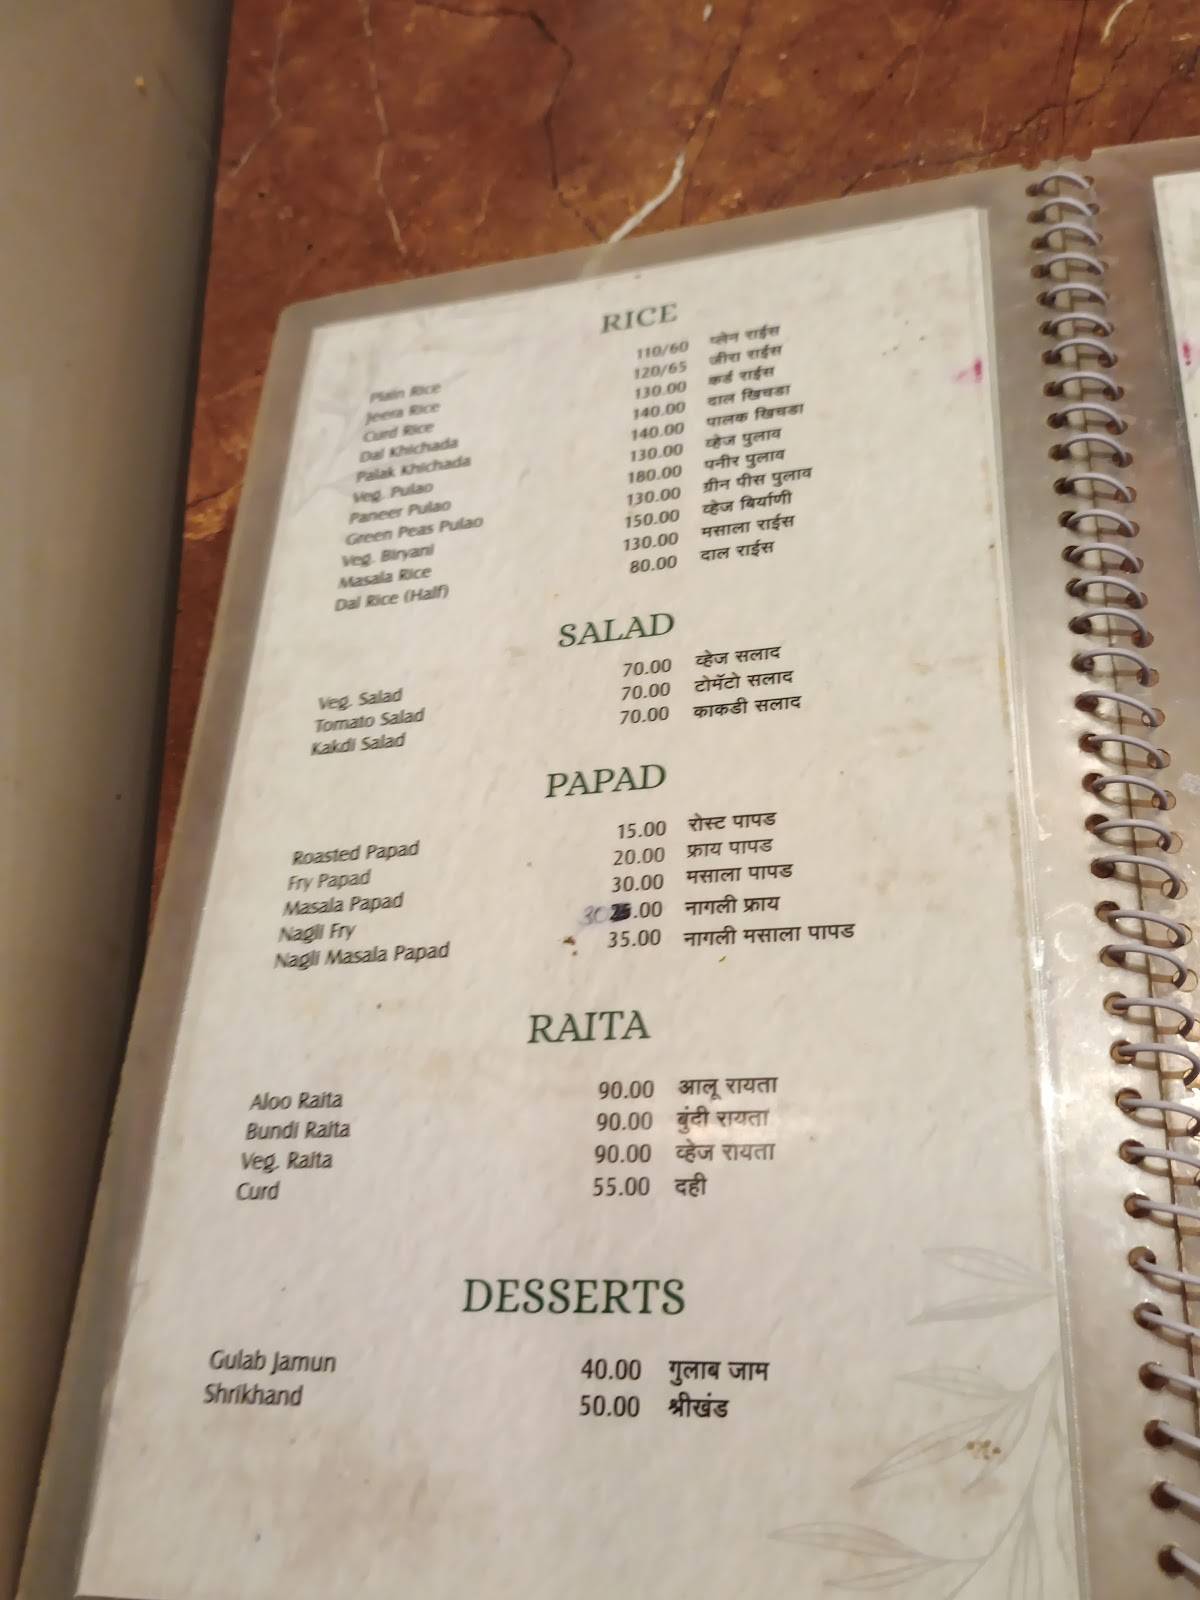 RICE
Plain Rice 110/60 प्लेन राईस
Jeera Rice 120/65 जीरा राईस
Curd Rice 130.00 कर्ड राईस
Dal Khichada 140.00 दाल खिचडा
Palak Khichada 140.00 पालक खिचडा
Veg. Pulao 130.00 व्हेज पुलाव
Paneer Pulao 180.00 पनीर पुलाव
Green Peas Pulao 130.00 ग्रीन पीस पुलाव
Veg. Biryani 150.00 व्हेज बिर्याणी
Masala Rice 130.00 मसाला राईस
Dal Rice (Half) 80.00 दाल राईस
SALAD
Veg. Salad 70.00 व्हेज सलाद
Tomato Salad 70.00 टोमॅटो सलाद
Kakdi Salad 70.00 काकडी सलाद
PAPAD
Roasted Papad 15.00 रोस्ट पापड
Fry Papad 20.00 फ्राय पापड
Masala Papad 30.00 मसाला पापड
Nagli Fry 30 25.00 नागली फ्राय
Nagli Masala Papad 35.00 नागली मसाला पापड
RAITA
Aloo Raita 90.00 आलू रायता
Bundi Raita 90.00 बुंदी रायता
Veg. Raita 90.00 व्हेज रायता
Curd 55.00 दही
DESSERTS
Gulab Jamun 40.00 गुलाब जाम
Shrikhand 50.00 श्रीखंड